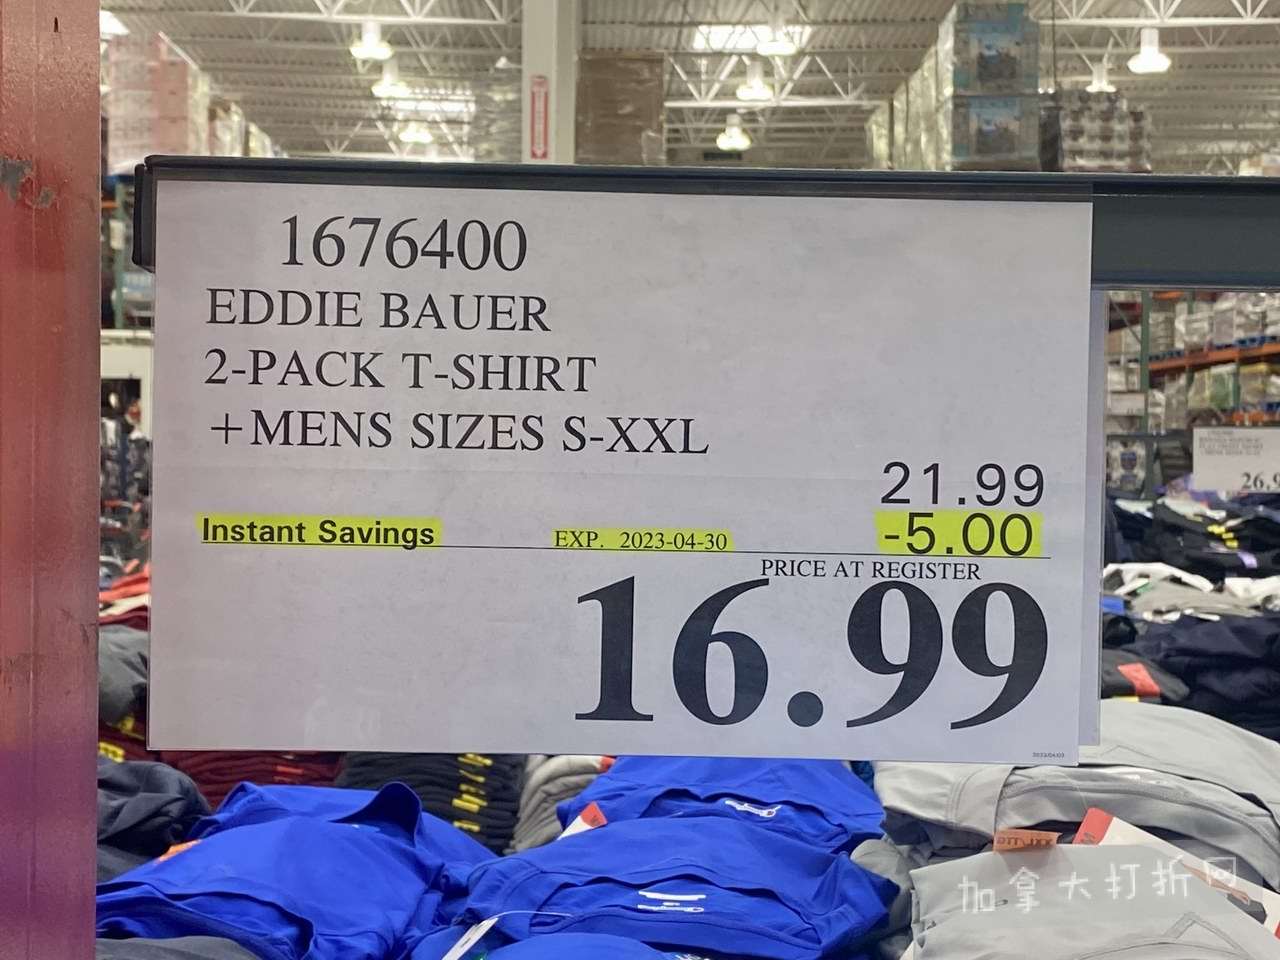 1676400
EDDIE BAUER
2-PACK T-SHIRT
+MENS SIZES S-XXL
21.99
Instant Savings EXP. 2023-04-30 -5.00
PRICE AT REGISTER
16.99
加拿大打折网